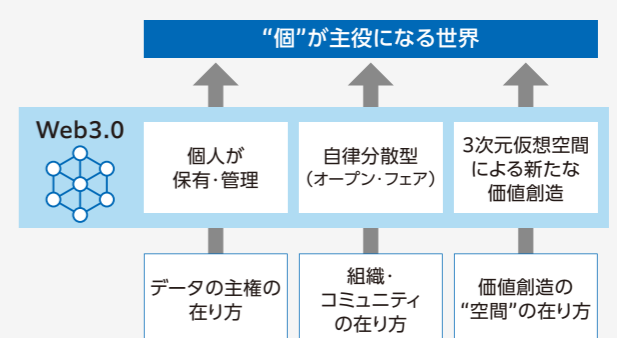 “個”が主役になる世界
Web3.0
個人が
保有・管理
自律分散型
（オープン・フェア）
3次元仮想空間
による新たな
価値創造
データの主権の
在り方
組織・
コミュニティ
の在り方
価値創造の
“空間”の在り方